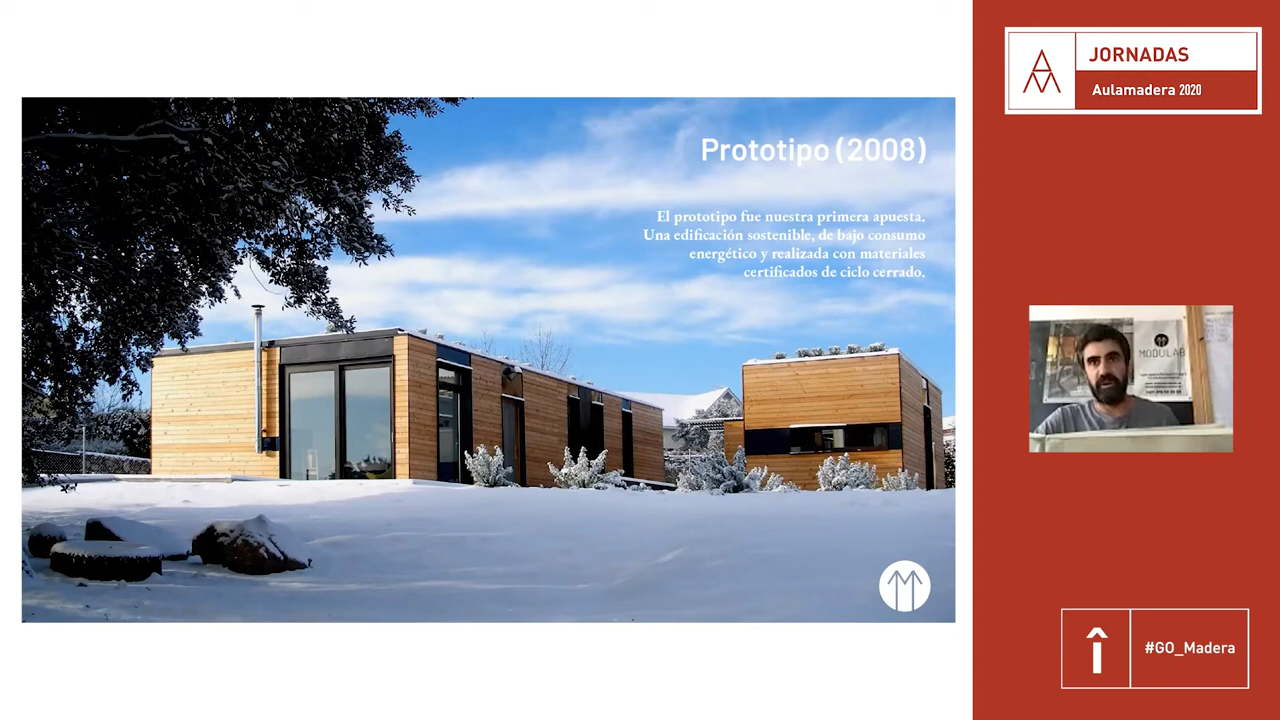 Prototipo (2008)
El prototipo fue nuestra primera apuesta.
Una edificación sostenible, de bajo consumo
energético y realizada con materiales
certificados de ciclo cerrado.
JORNADAS
Aulamadera 2020
MODULAB
#GO_Madera